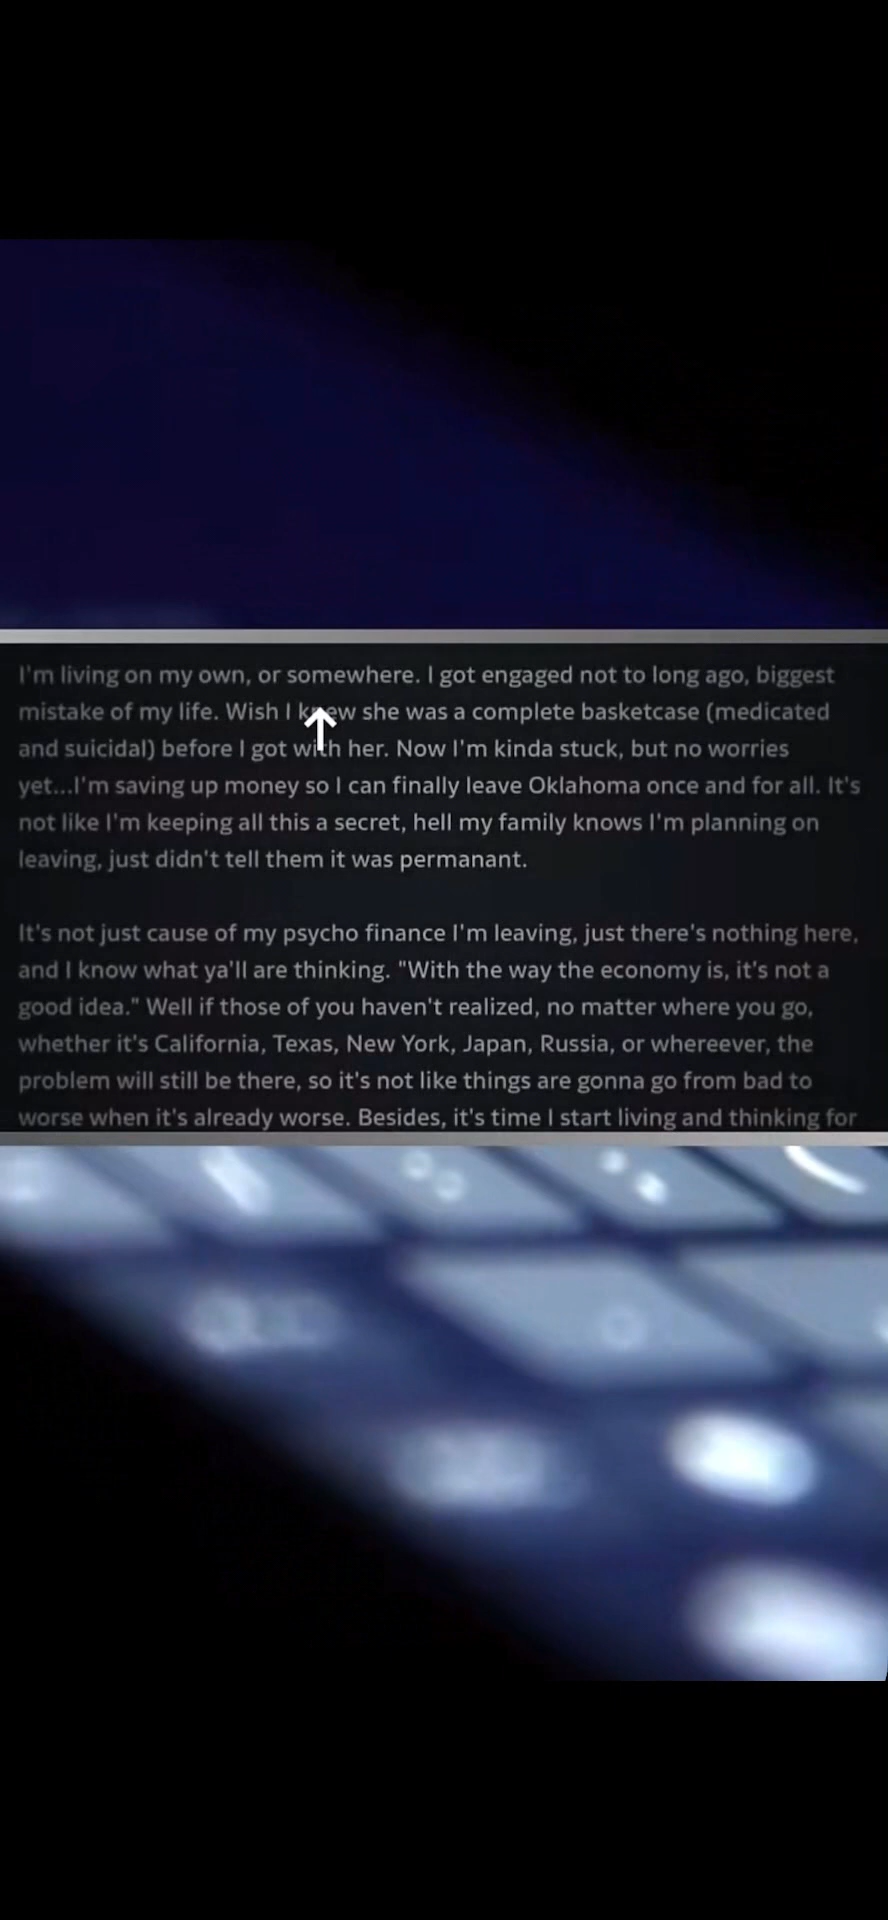 I'm living on my own, or somewhere. I got engaged not to long ago, biggest
mistake of my life. Wish I knew she was a complete basketcase (medicated
and suicidal) before I got with her. Now I'm kinda stuck, but no worries
yet...I'm saving up money so I can finally leave Oklahoma once and for all. It's
not like I'm keeping all this a secret, hell my family knows I'm planning on
leaving, just didn't tell them it was permanant.
It's not just cause of my psycho finance I'm leaving, just there's nothing here,
and I know what ya'll are thinking. "With the way the economy is, it's not a
good idea." Well if those of you haven't realized, no matter where you go,
whether it's California, Texas, New York, Japan, Russia, or whereever, the
problem will still be there, so it's not like things are gonna go from bad to
worse when it's already worse. Besides, it's time I start living and thinking for